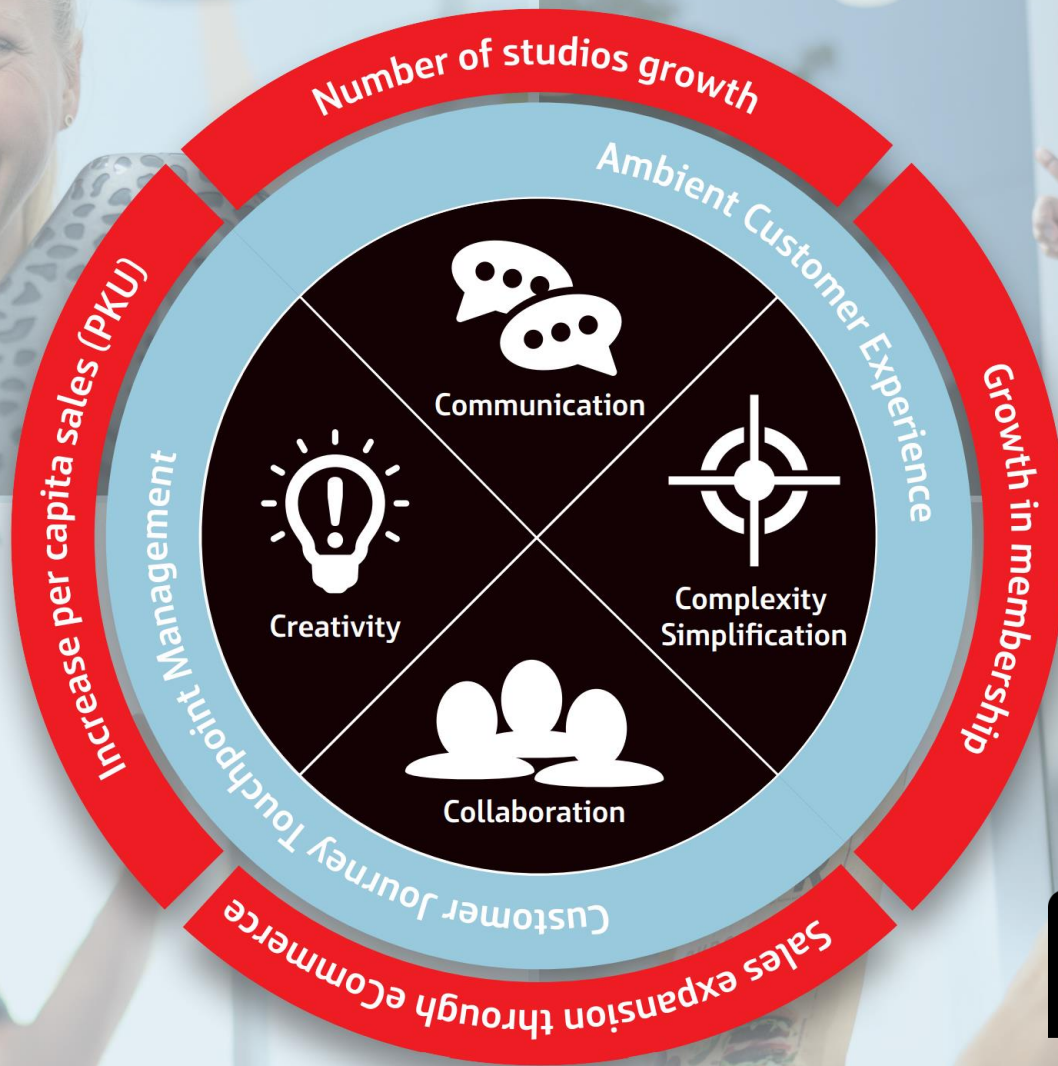 Number of studios growth
Ambient Customer Experience
Growth in membership
Sales expansion through eCommerce
Customer Journey Touchpoint Management
Increase per capita sales (PKU)
Communication
Creativity
Complexity
Simplification
Collaboration